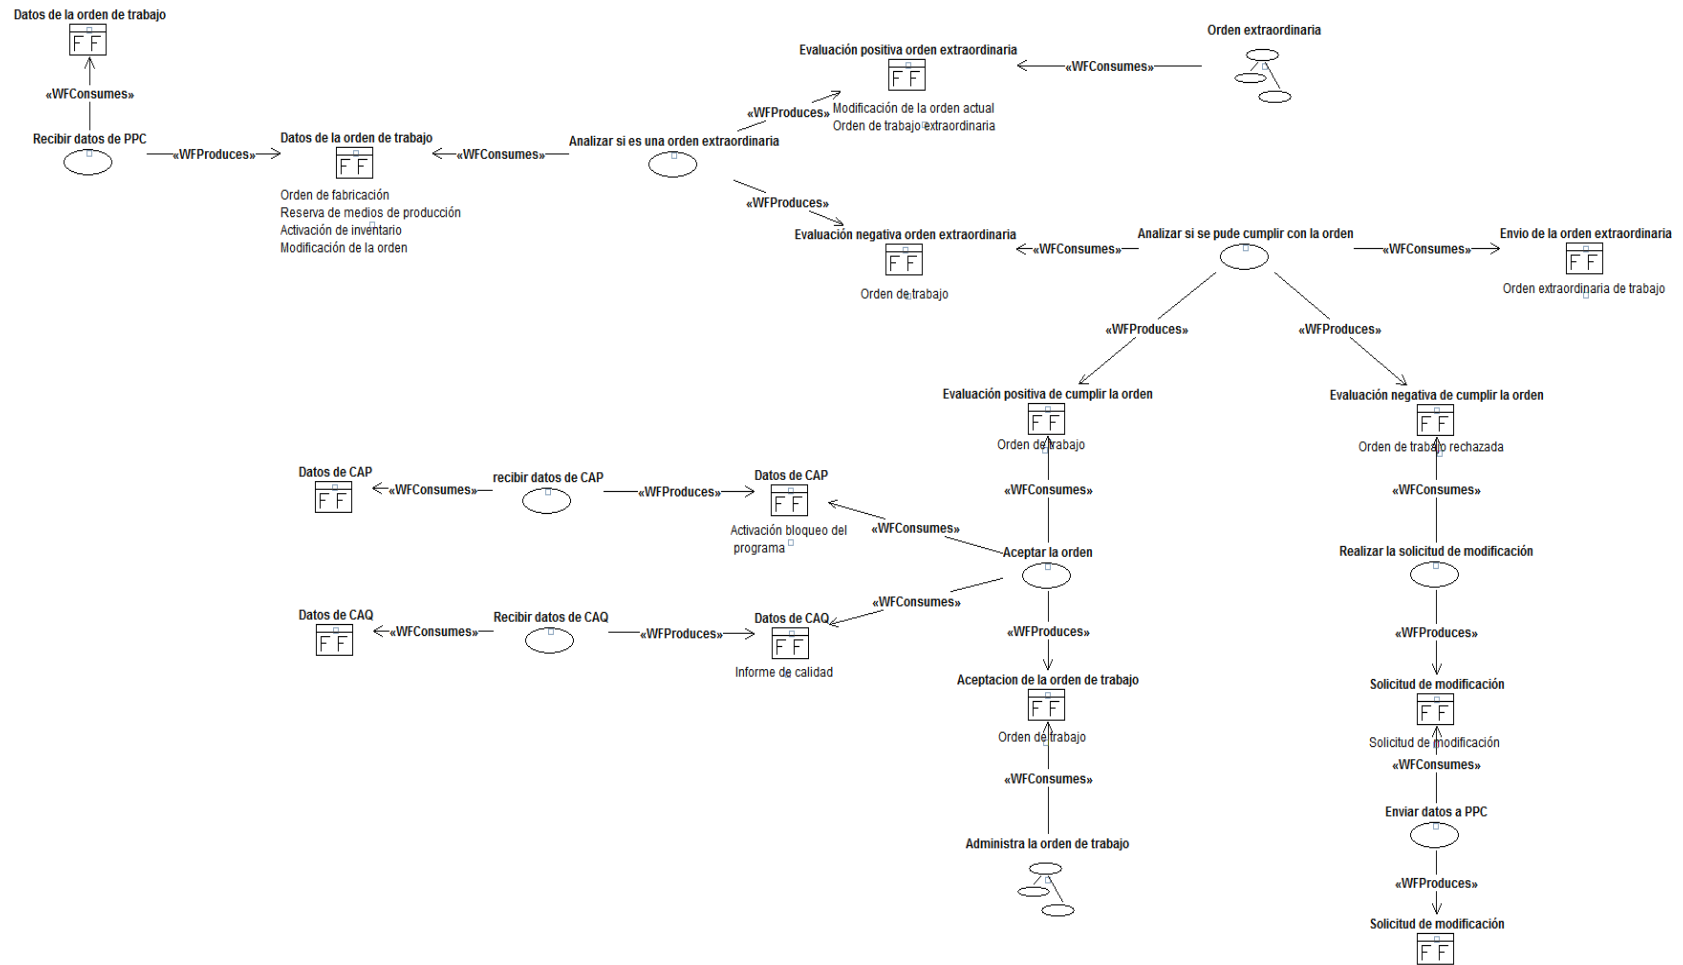 Datos de la orden de trabajo
F F
«WFConsumes»
Recibir datos de PPC
«WFProduces»
Datos de la orden de trabajo
F F
Orden de fabricación
Reserva de medios de producción
Activación de inventario
Modificación de la orden
«WFConsumes»
Analizar si es una orden extraordinaria
«WFProduces»
Evaluación positiva orden extraordinaria
F F
Modificación de la orden actual
Orden de trabajo extraordinaria
«WFConsumes»
Orden extraordinaria
«WFProduces»
Evaluación negativa orden extraordinaria
F F
Orden de trabajo
«WFConsumes»
Analizar si se pude cumplir con la orden
«WFConsumes»
Envio de la orden extraordinaria
F F
Orden extraordinaria de trabajo
«WFProduces»
«WFProduces»
Evaluación positiva de cumplir la orden
F F
Orden de trabajo
Evaluación negativa de cumplir la orden
F F
Orden de trabajo rechazada
Datos de CAP
F F
«WFConsumes»
recibir datos de CAP
«WFProduces»
Datos de CAP
F F
Activación bloqueo del
programa
«WFConsumes»
«WFConsumes»
Aceptar la orden
«WFConsumes»
Realizar la solicitud de modificación
Datos de CAQ
F F
«WFConsumes»
Recibir datos de CAQ
«WFProduces»
Datos de CAQ
F F
Informe de calidad
«WFConsumes»
«WFProduces»
«WFProduces»
Aceptacion de la orden de trabajo
F F
Orden de trabajo
Solicitud de modificación
F F
Solicitud de modificación
«WFConsumes»
«WFConsumes»
Administra la orden de trabajo
Enviar datos a PPC
«WFProduces»
Solicitud de modificación
F F